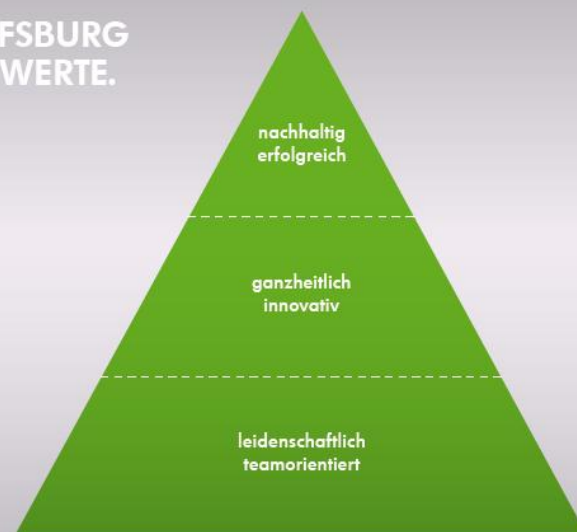 FSBURG
WERTE.
nachhaltig
erfolgreich
ganzheitlich
innovativ
leidenschaftlich
teamorientiert